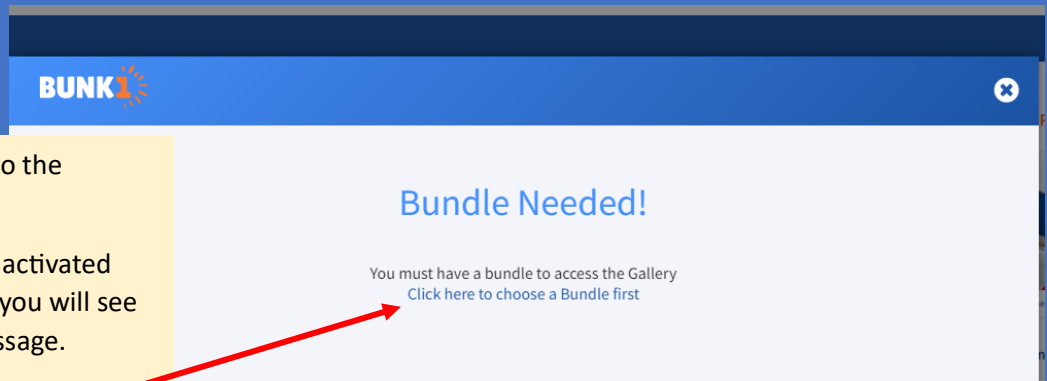 BUNK1
o the
activated
you will see
ssage.
Bundle Needed!
You must have a bundle to access the Gallery
Click here to choose a Bundle first